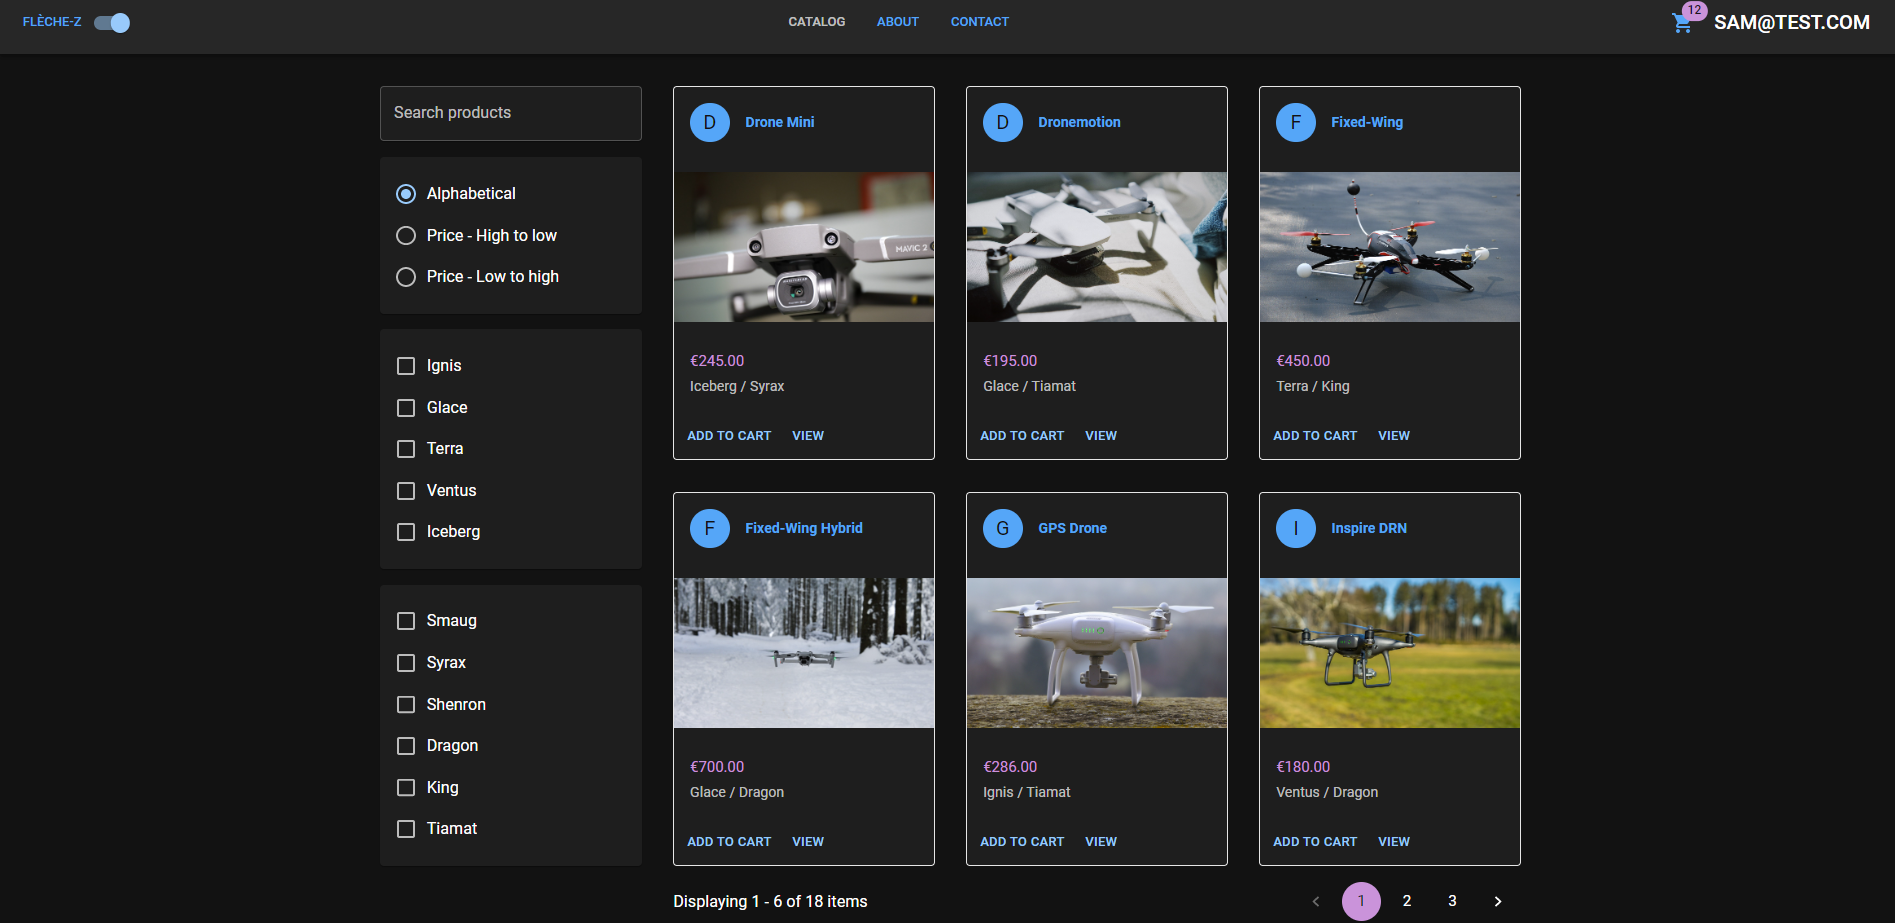 FLÈCHE-Z
CATALOG ABOUT CONTACT
12
SAM@TEST.COM
Search products
Alphabetical
Price - High to low
Price - Low to high
Ignis
Glace
Terra
Ventus
Iceberg
Smaug
Syrax
Shenron
Dragon
King
Tiamat
D Drone Mini
MAVIC 2
€245.00
Iceberg / Syrax
ADD TO CART VIEW
D Dronemotion
€195.00
Glace / Tiamat
ADD TO CART VIEW
F Fixed-Wing
€450.00
Terra / King
ADD TO CART VIEW
F Fixed-Wing Hybrid
€700.00
Glace / Dragon
ADD TO CART VIEW
G GPS Drone
€286.00
Ignis / Tiamat
ADD TO CART VIEW
I Inspire DRN
€180.00
Ventus / Dragon
ADD TO CART VIEW
Displaying 1 - 6 of 18 items
1 2 3